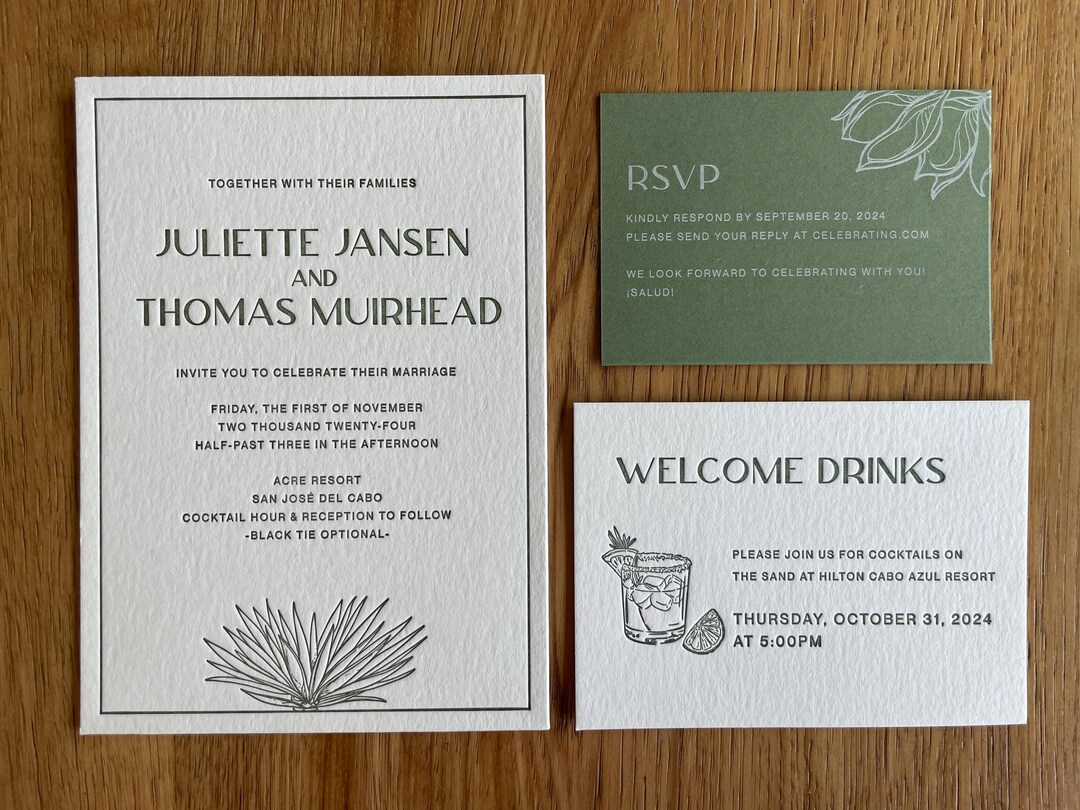 TOGETHER WITH THEIR FAMILIES
JULIETTE JANSEN
AND
THOMAS MUIRHEAD
INVITE YOU TO CELEBRATE THEIR MARRIAGE
FRIDAY, THE FIRST OF NOVEMBER
TWO THOUSAND TWENTY-FOUR
HALF-PAST THREE IN THE AFTERNOON
ACRE RESORT
SAN JOSÉ DEL CABO
COCKTAIL HOUR & RECEPTION TO FOLLOW
-BLACK TIE OPTIONAL-
RSVP
KINDLY RESPOND BY SEPTEMBER 20, 2024
PLEASE SEND YOUR REPLY AT CELEBRATING.COM
WE LOOK FORWARD TO CELEBRATING WITH YOU!
¡SALUD!
WELCOME DRINKS
PLEASE JOIN US FOR COCKTAILS ON
THE SAND AT HILTON CABO AZUL RESORT
THURSDAY, OCTOBER 31, 2024
AT 5:00PM